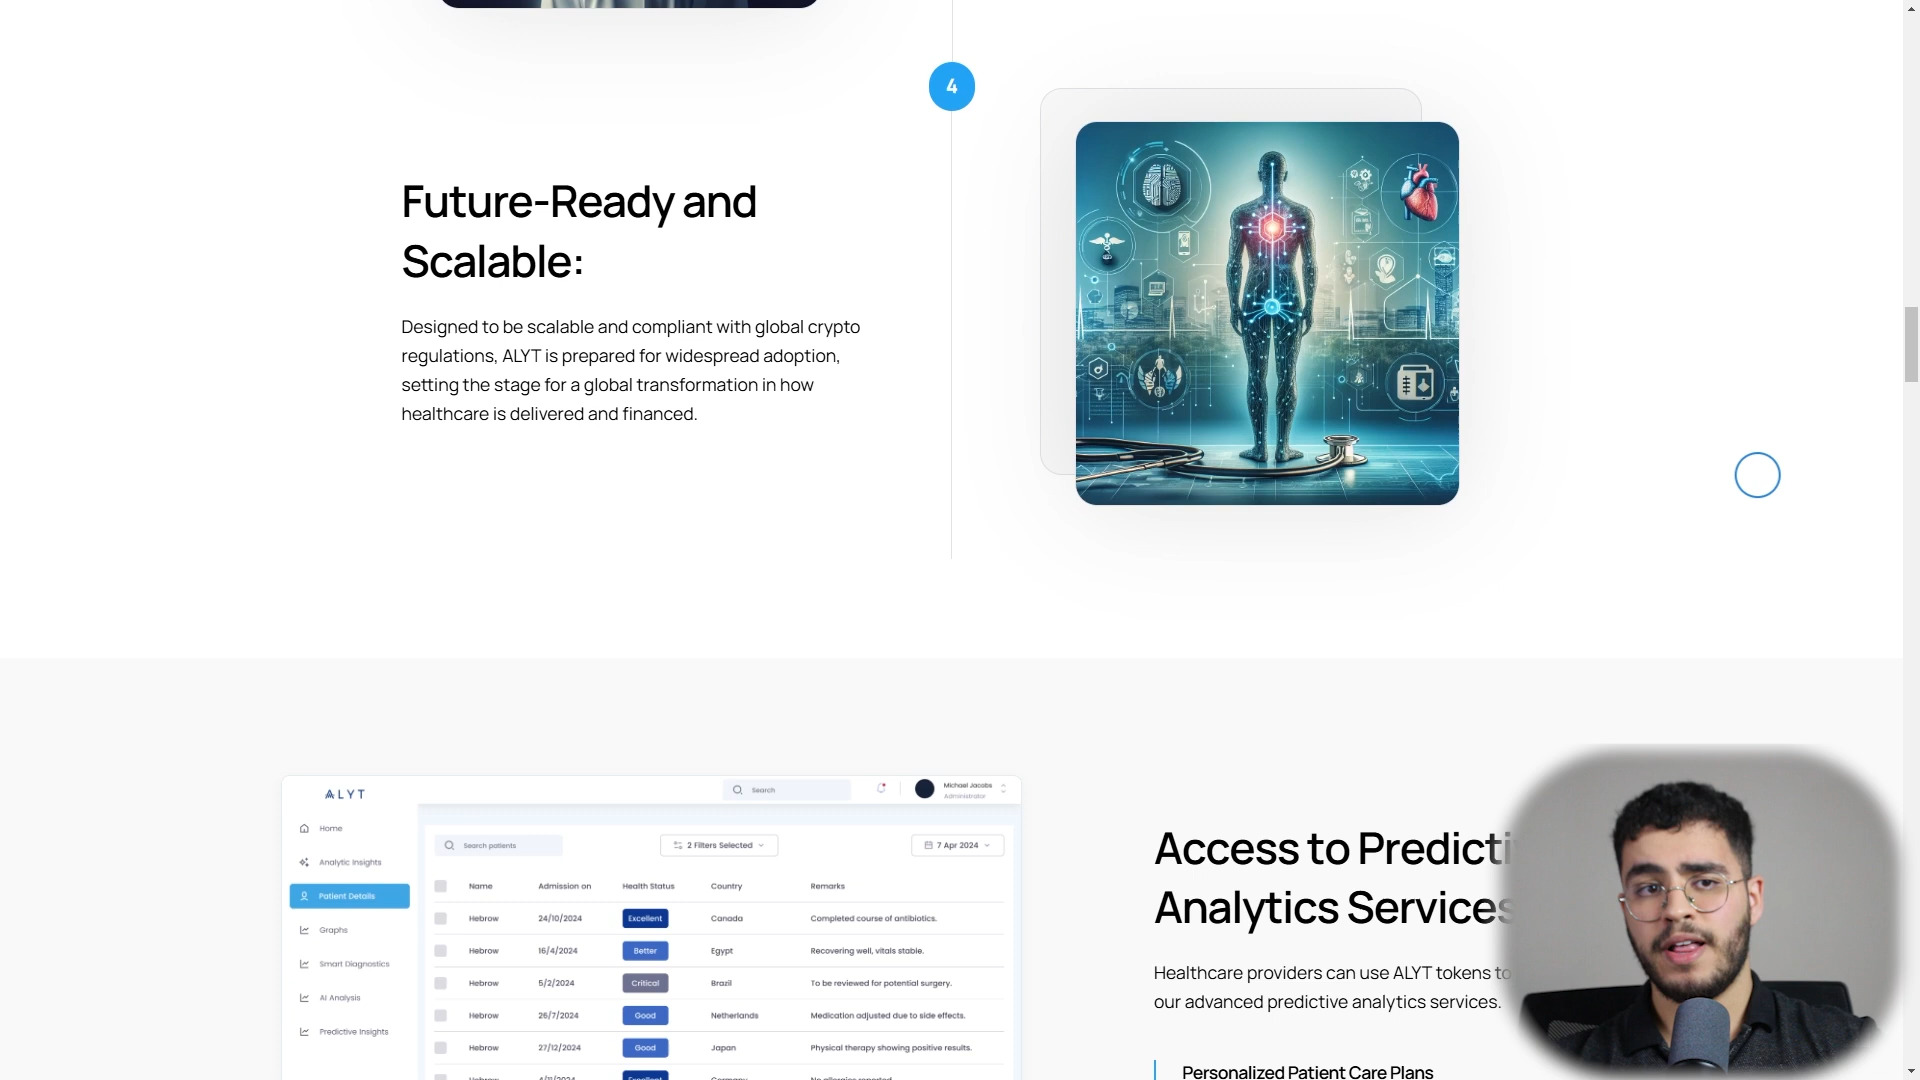 4
Future-Ready and
Scalable:
Designed to be scalable and compliant with global crypto
regulations, ALYT is prepared for widespread adoption,
setting the stage for a global transformation in how
healthcare is delivered and financed.
ALYT
Search
Michael Jacobs
Administrator
Home
Analytic Insights
Patient Details
Graphs
Smart Diagnostics
AI Analysis
Predictive Insights
Search patients
2 Filters Selected
7 Apr 2024
Name Admission on Health Status Country Remarks
Hebrow 24/10/2024 Excellent Canada Completed course of antibiotics.
Hebrow 16/4/2024 Better Egypt Recovering well, vitals stable.
Hebrow 5/2/2024 Critical Brazil To be reviewed for potential surgery.
Hebrow 26/7/2024 Good Netherlands Medication adjusted due to side effects.
Hebrow 27/12/2024 Good Japan Physical therapy showing positive results.
Access to Predicti
Analytics Services
Healthcare providers can use ALYT tokens to
our advanced predictive analytics services.
Personalized Patient Care Plans